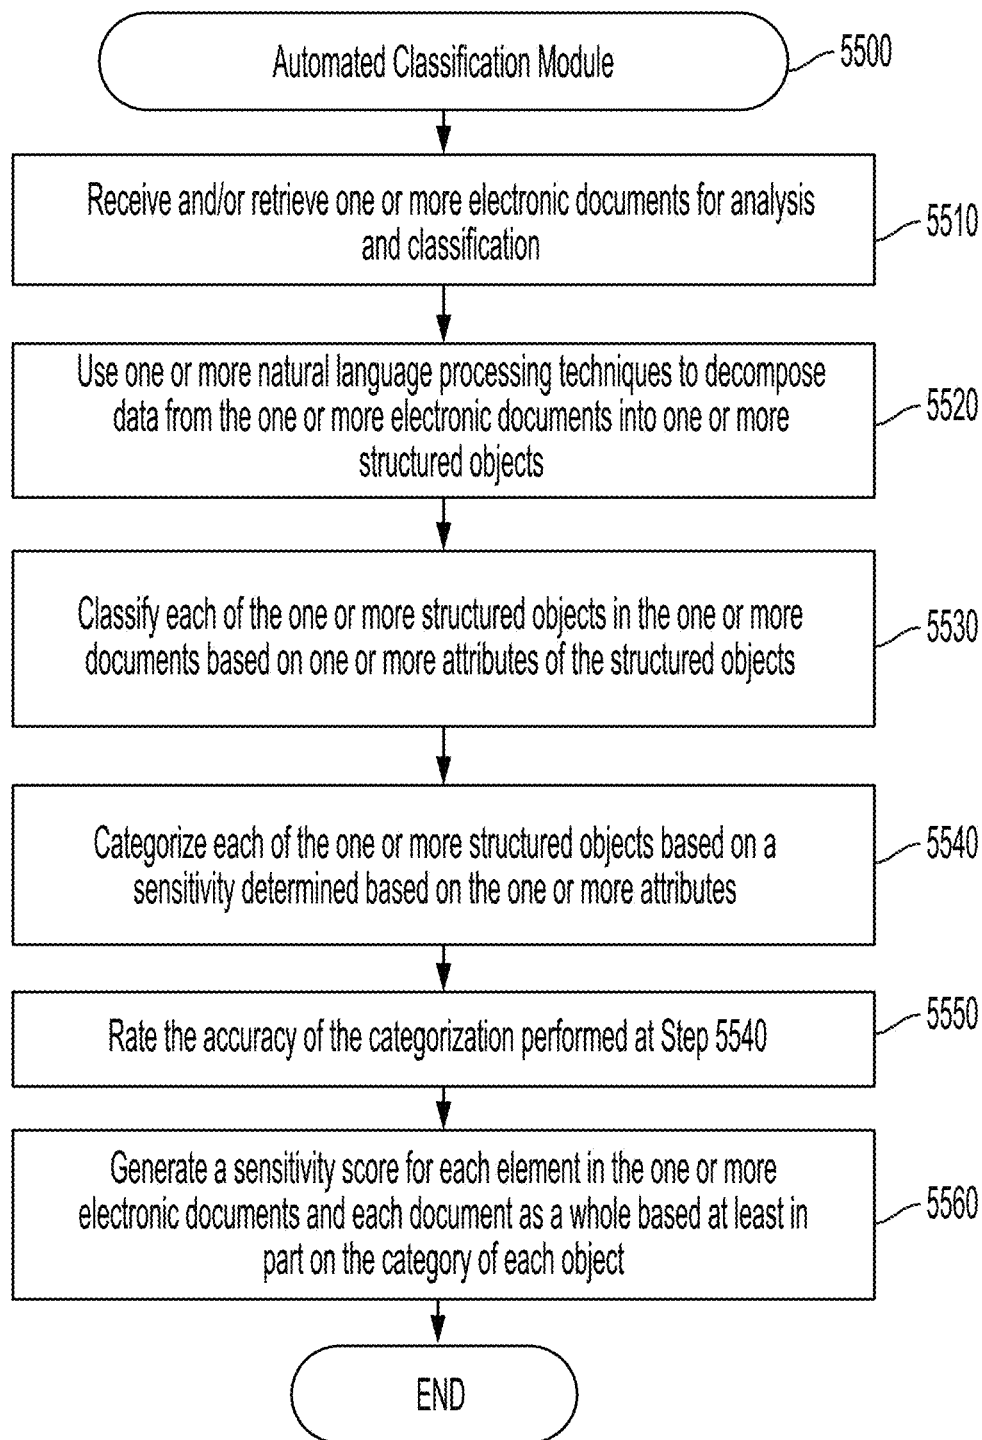 Automated Classification Module
5500
Receive and/or retrieve one or more electronic documents for analysis
and classification
5510
Use one or more natural language processing techniques to decompose
data from the one or more electronic documents into one or more
structured objects
5520
Classify each of the one or more structured objects in the one or more
documents based on one or more attributes of the structured objects
5530
Categorize each of the one or more structured objects based on a
sensitivity determined based on the one or more attributes
5540
Rate the accuracy of the categorization performed at Step 5540
5550
Generate a sensitivity score for each element in the one or more
electronic documents and each document as a whole based at least in
part on the category of each object
5560
END